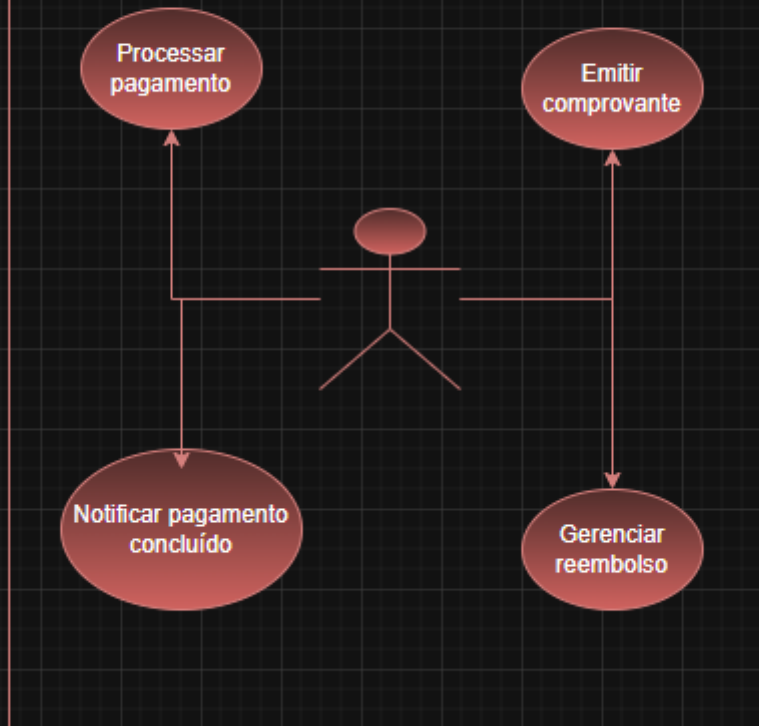 Processar
pagamento
Emitir
comprovante
Notificar pagamento
concluído
Gerenciar
reembolso